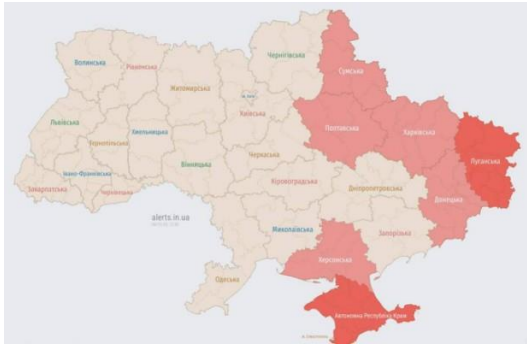 Чернігівська
Волинська
Рівненська
Сумська
Житомирська
м. Київ
Київська
Львівська
Полтавська
Харківська
Хмельницька
Тернопільська
Черкаська
Луганська
Вінницька
Івано-Франківська
Кіровоградська
Дніпропетровська
Закарпатська
Чернівецька
Донецька
alerts.in.ua
Миколаївська
Запорізька
Херсонська
Одеська
Автономна Республіка Крим